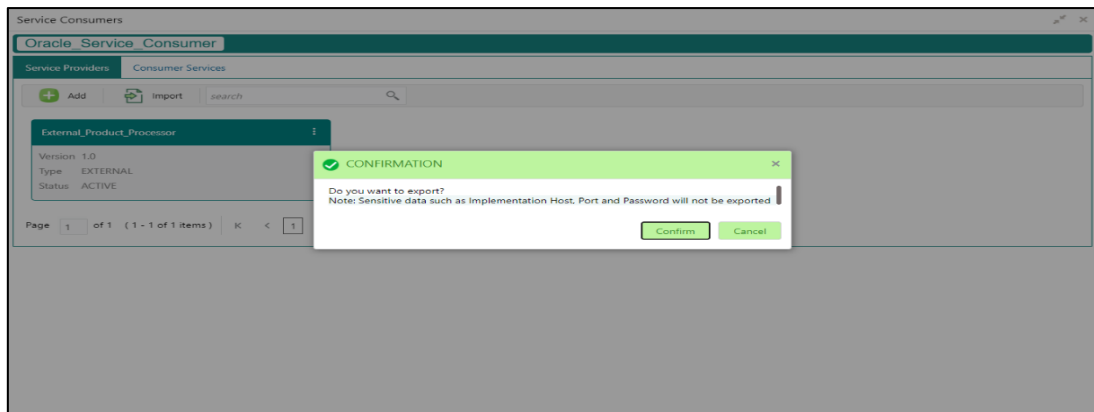 Service Consumers
Oracle_Service_Consumer
Service Providers Consumer Services
Add Import search
External_Product_Processor
Version 1.0
Type EXTERNAL
Status ACTIVE
CONFIRMATION
Do you want to export?
Note: Sensitive data such as Implementation Host, Port and Password will not be exported
Confirm Cancel
Page 1 of 1 (1 - 1 of 1 items) K < 1